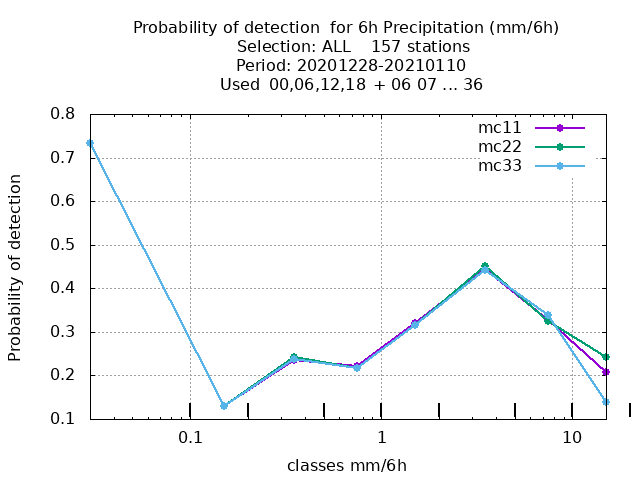 Probability of detection  for 6h Precipitation (mm/6h)
Selection: ALL    157 stations
Period: 20201228-20210110
Used  00,06,12,18  + 06 07 ... 36
mc11
mc22
mc33
0.8
0.7
0.6
0.5
0.4
0.3
0.2
0.1
Probability of detection
0.1
1
10
classes mm/6h